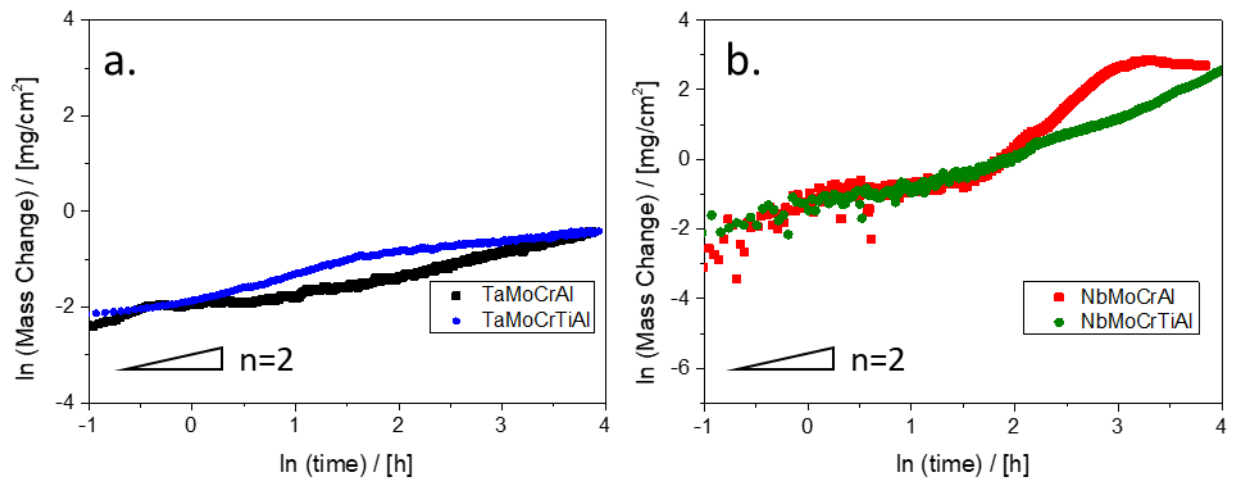 a.
ln (Mass Change) / [mg/cm²]
4
2
0
-2
-4
TaMoCrAl
TaMoCrTiAl
n=2
-1
0
1
2
3
4
ln (time) / [h]
b.
ln (Mass Change) / [mg/cm²]
4
2
0
-2
-4
-6
NbMoCrAl
NbMoCrTiAl
n=2
-1
0
1
2
3
4
ln (time) / [h]